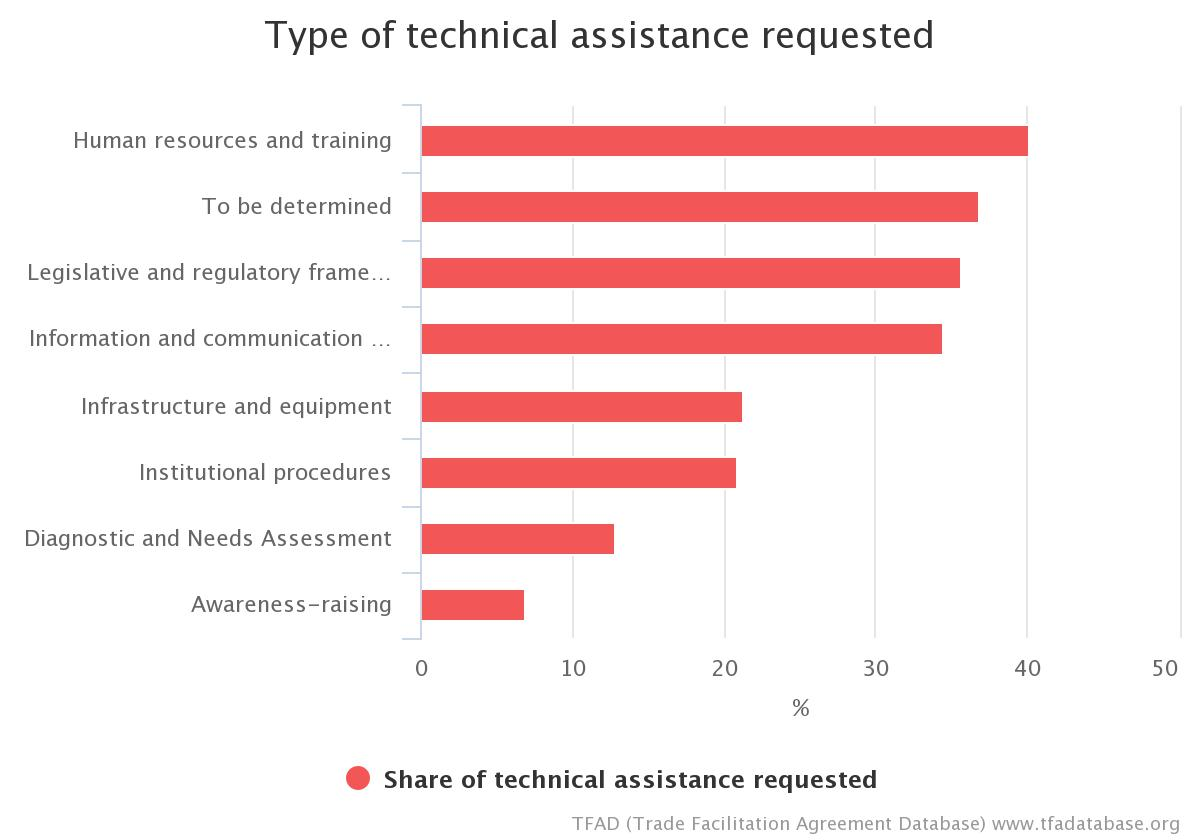 Type of technical assistance requested
Human resources and training
To be determined
Legislative and regulatory frame...
Information and communication ...
Infrastructure and equipment
Institutional procedures
Diagnostic and Needs Assessment
Awareness-raising
0 10 20 30 40 50
%
Share of technical assistance requested
TFAD (Trade Facilitation Agreement Database) www.tfadatabase.org